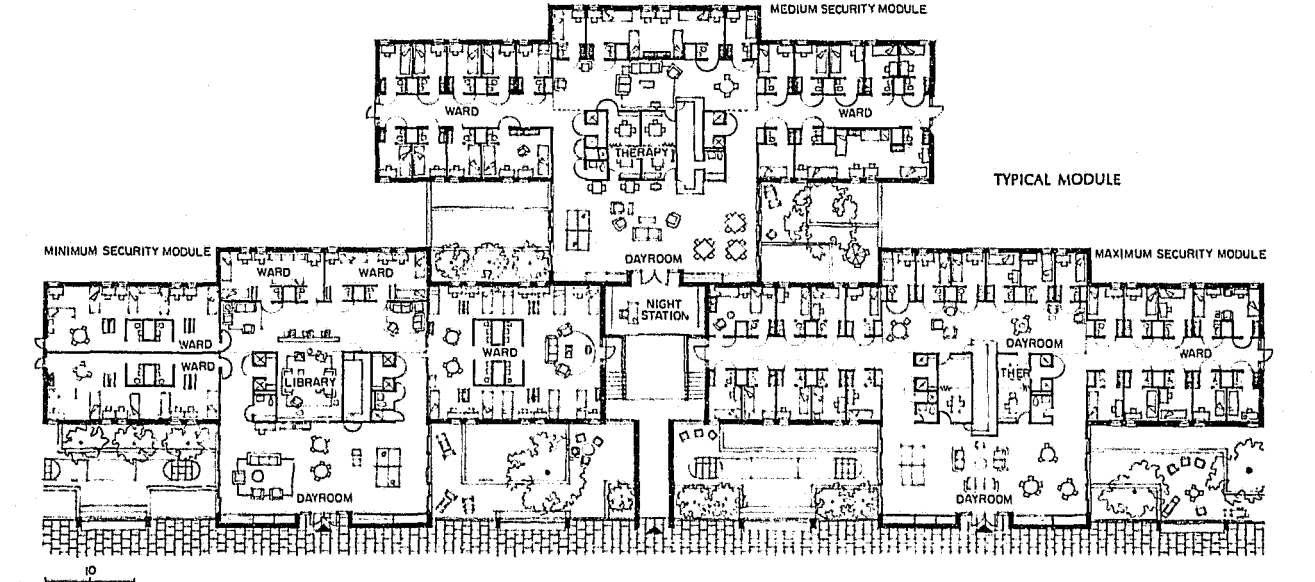 MEDIUM SECURITY MODULE
WARD
WARD
THERAPY
TYPICAL MODULE
MINIMUM SECURITY MODULE
DAYROOM
MAXIMUM SECURITY MODULE
WARD
WARD
NIGHT
STATION
WARD
WARD
WARD
DAYROOM
WARD
LIBRARY
THER
DAYROOM
DAYROOM
10